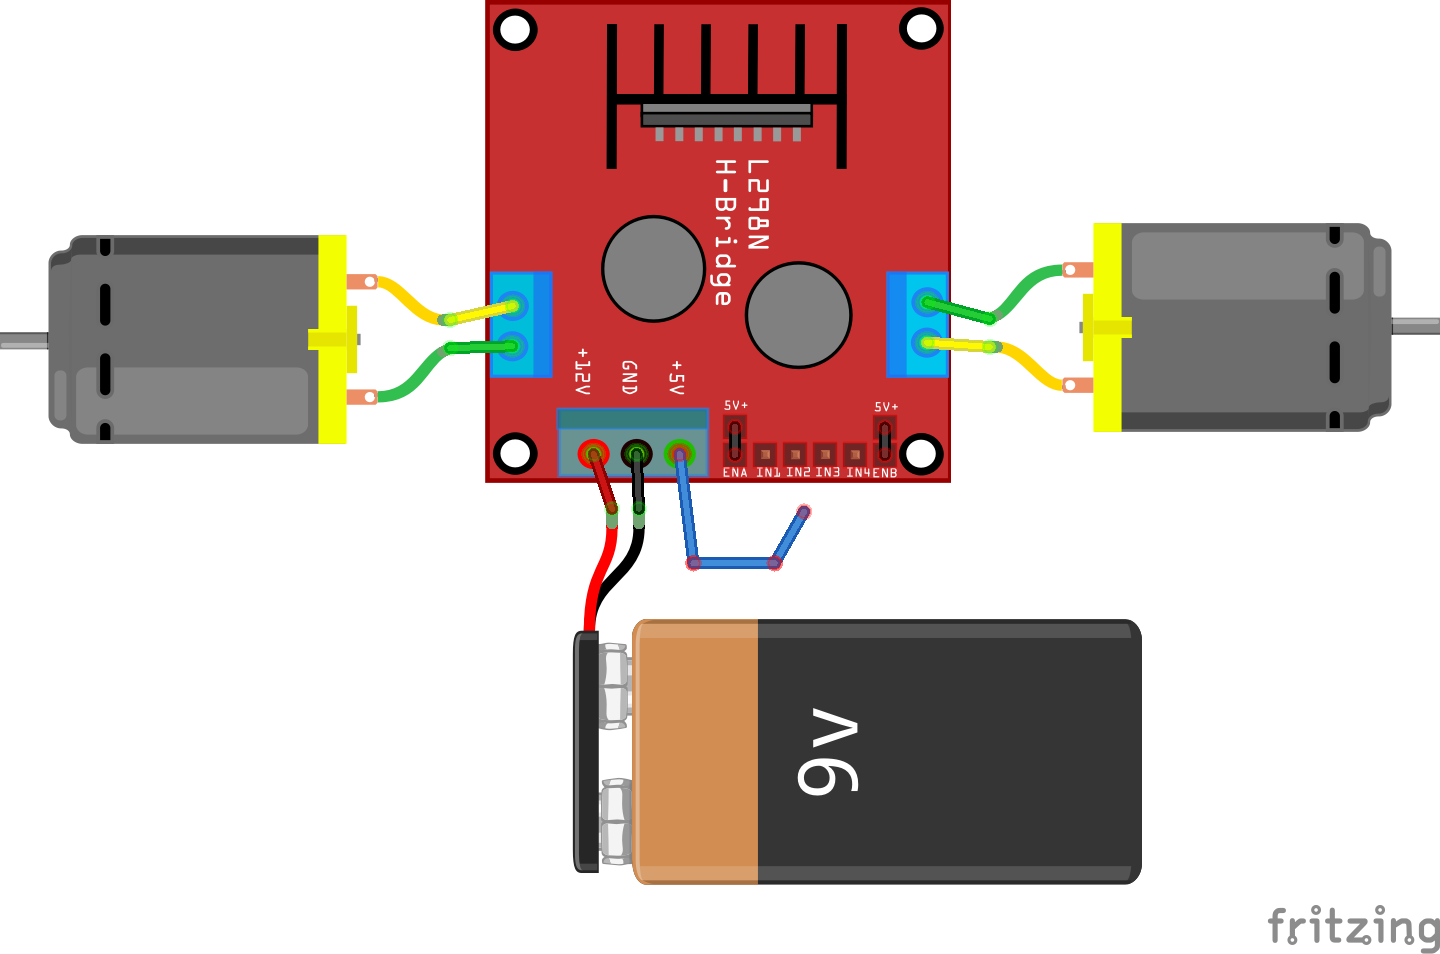 L298N
H-Bridge
+12V
GND
+5V
5V+
5V+
ENA
IN1
IN2
IN3
IN4
ENB
9v
fritzing